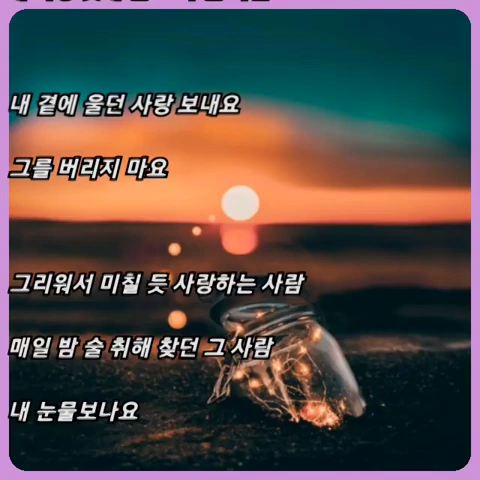 내 곁에 울던 사랑 보내요
그를 버리지 마요
그리워서 미칠 듯 사랑하는 사람
매일 밤 술 취해 찾던 그 사람
내 눈물보나요